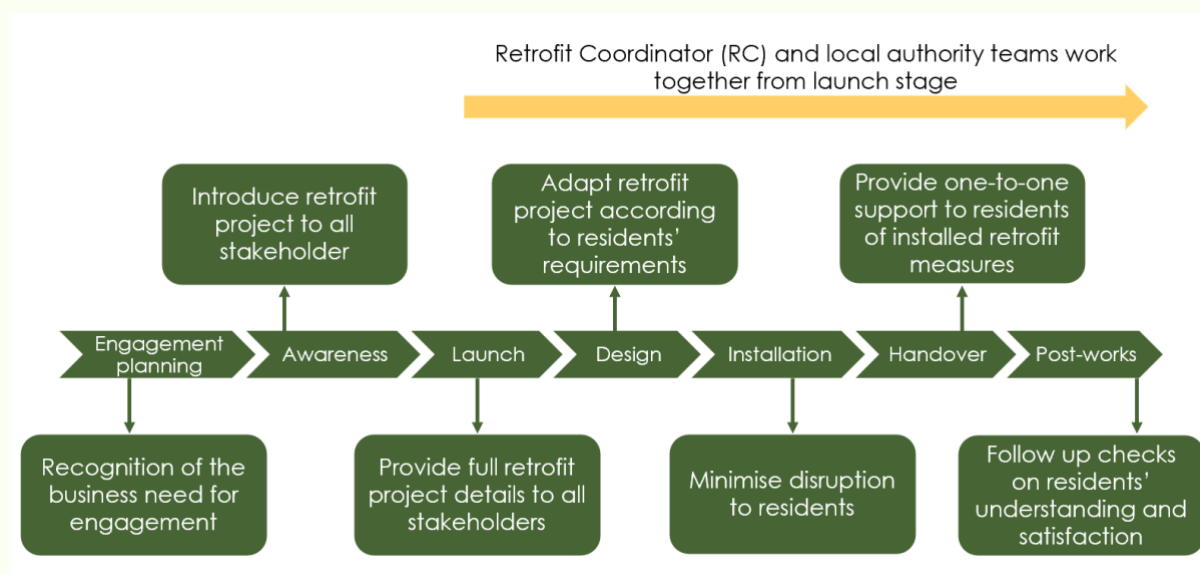 Retrofit Coordinator (RC) and local authority teams work
together from launch stage
Introduce retrofit
project to all
stakeholder
Adapt retrofit
project according
to residents'
requirements
Provide one-to-one
support to residents
of installed retrofit
measures
Engagement
planning
Awareness
Launch
Design
Installation
Handover
Post-works
Recognition of the
business need for
engagement
Provide full retrofit
project details to all
stakeholders
Minimise disruption
to residents
Follow up checks
on residents'
understanding and
satisfaction